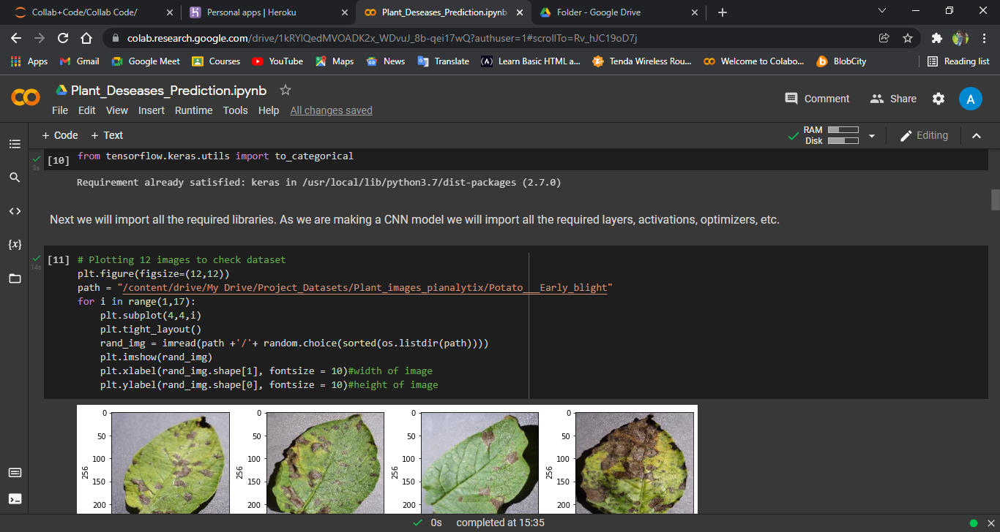 Collab+Code/Collab Code/
Personal apps | Heroku
Plant_Deseases_Prediction.ipynb
Folder - Google Drive
colab.research.google.com/drive/1kRYlQedMVOADK2x_WDvuJ_8b-qei17wQ?authuser=1#scrollTo=Rv_hJC19oD7j
Apps
Gmail
Google Meet
Courses
YouTube
Maps
News
Translate
Learn Basic HTML a...
Tenda Wireless Rou...
Welcome to Colabo...
BlobCity
Reading list
Plant_Deseases_Prediction.ipynb
Comment
Share
A
File Edit View Insert Runtime Tools Help All changes saved
+ Code + Text
RAM
Disk
Editing
[10] from tensorflow.keras.utils import to_categorical
3s
Requirement already satisfied: keras in /usr/local/lib/python3.7/dist-packages (2.7.0)
Next we will import all the required libraries. As we are making a CNN model we will import all the required layers, activations, optimizers, etc.
[11] # Plotting 12 images to check dataset
14s
plt.figure(figsize=(12,12))
path = "/content/drive/My Drive/Project_Datasets/Plant_images_pianalytix/Potato___Early_blight"
for i in range(1,17):
    plt.subplot(4,4,i)
    plt.tight_layout()
    rand_img = imread(path +'/'+ random.choice(sorted(os.listdir(path))))
    plt.imshow(rand_img)
    plt.xlabel(rand_img.shape[1], fontsize = 10)#width of image
    plt.ylabel(rand_img.shape[0], fontsize = 10)#height of image
0 0 0 0
50 50 50 50
100 100 100 100
256 256 256 256
150 150 150 150
200 200 200 200
0s completed at 15:35